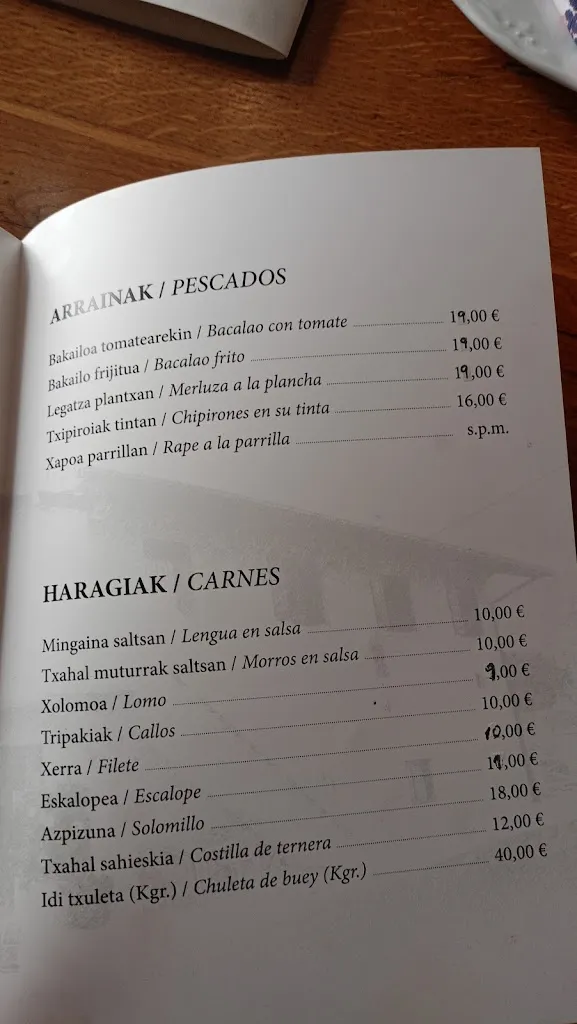 ARRAINAK / PESCADOS
Bakailoa tomatearekin / Bacalao con tomate 19,00 €
Bakailo frijitua / Bacalao frito 19,00 €
Legatza plantxan / Merluza a la plancha 19,00 €
Txipiroiak tintan / Chipirones en su tinta 16,00 €
Xapoa parrillan / Rape a la parrilla s.p.m.
HARAGIAK / CARNES
Mingaina saltsan / Lengua en salsa 10,00 €
Txahal muturrak saltsan / Morros en salsa 10,00 €
Xolomoa / Lomo 9,00 €
Tripakiak / Callos 10,00 €
Xerra / Filete 10,00 €
Eskalopea / Escalope 11,00 €
Azpizuna / Solomillo 18,00 €
Txahal sahieskia / Costilla de ternera 12,00 €
Idi txuleta (Kgr.) / Chuleta de buey (Kgr.) 40,00 €